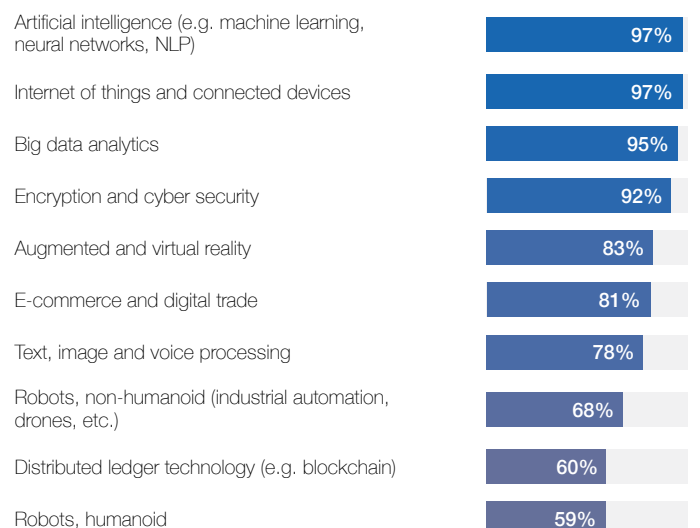 Artificial intelligence (e.g. machine learning,
neural networks, NLP)
97%
Internet of things and connected devices
97%
Big data analytics
95%
Encryption and cyber security
92%
Augmented and virtual reality
83%
E-commerce and digital trade
81%
Text, image and voice processing
78%
Robots, non-humanoid (industrial automation,
drones, etc.)
68%
Distributed ledger technology (e.g. blockchain)
60%
Robots, humanoid
59%